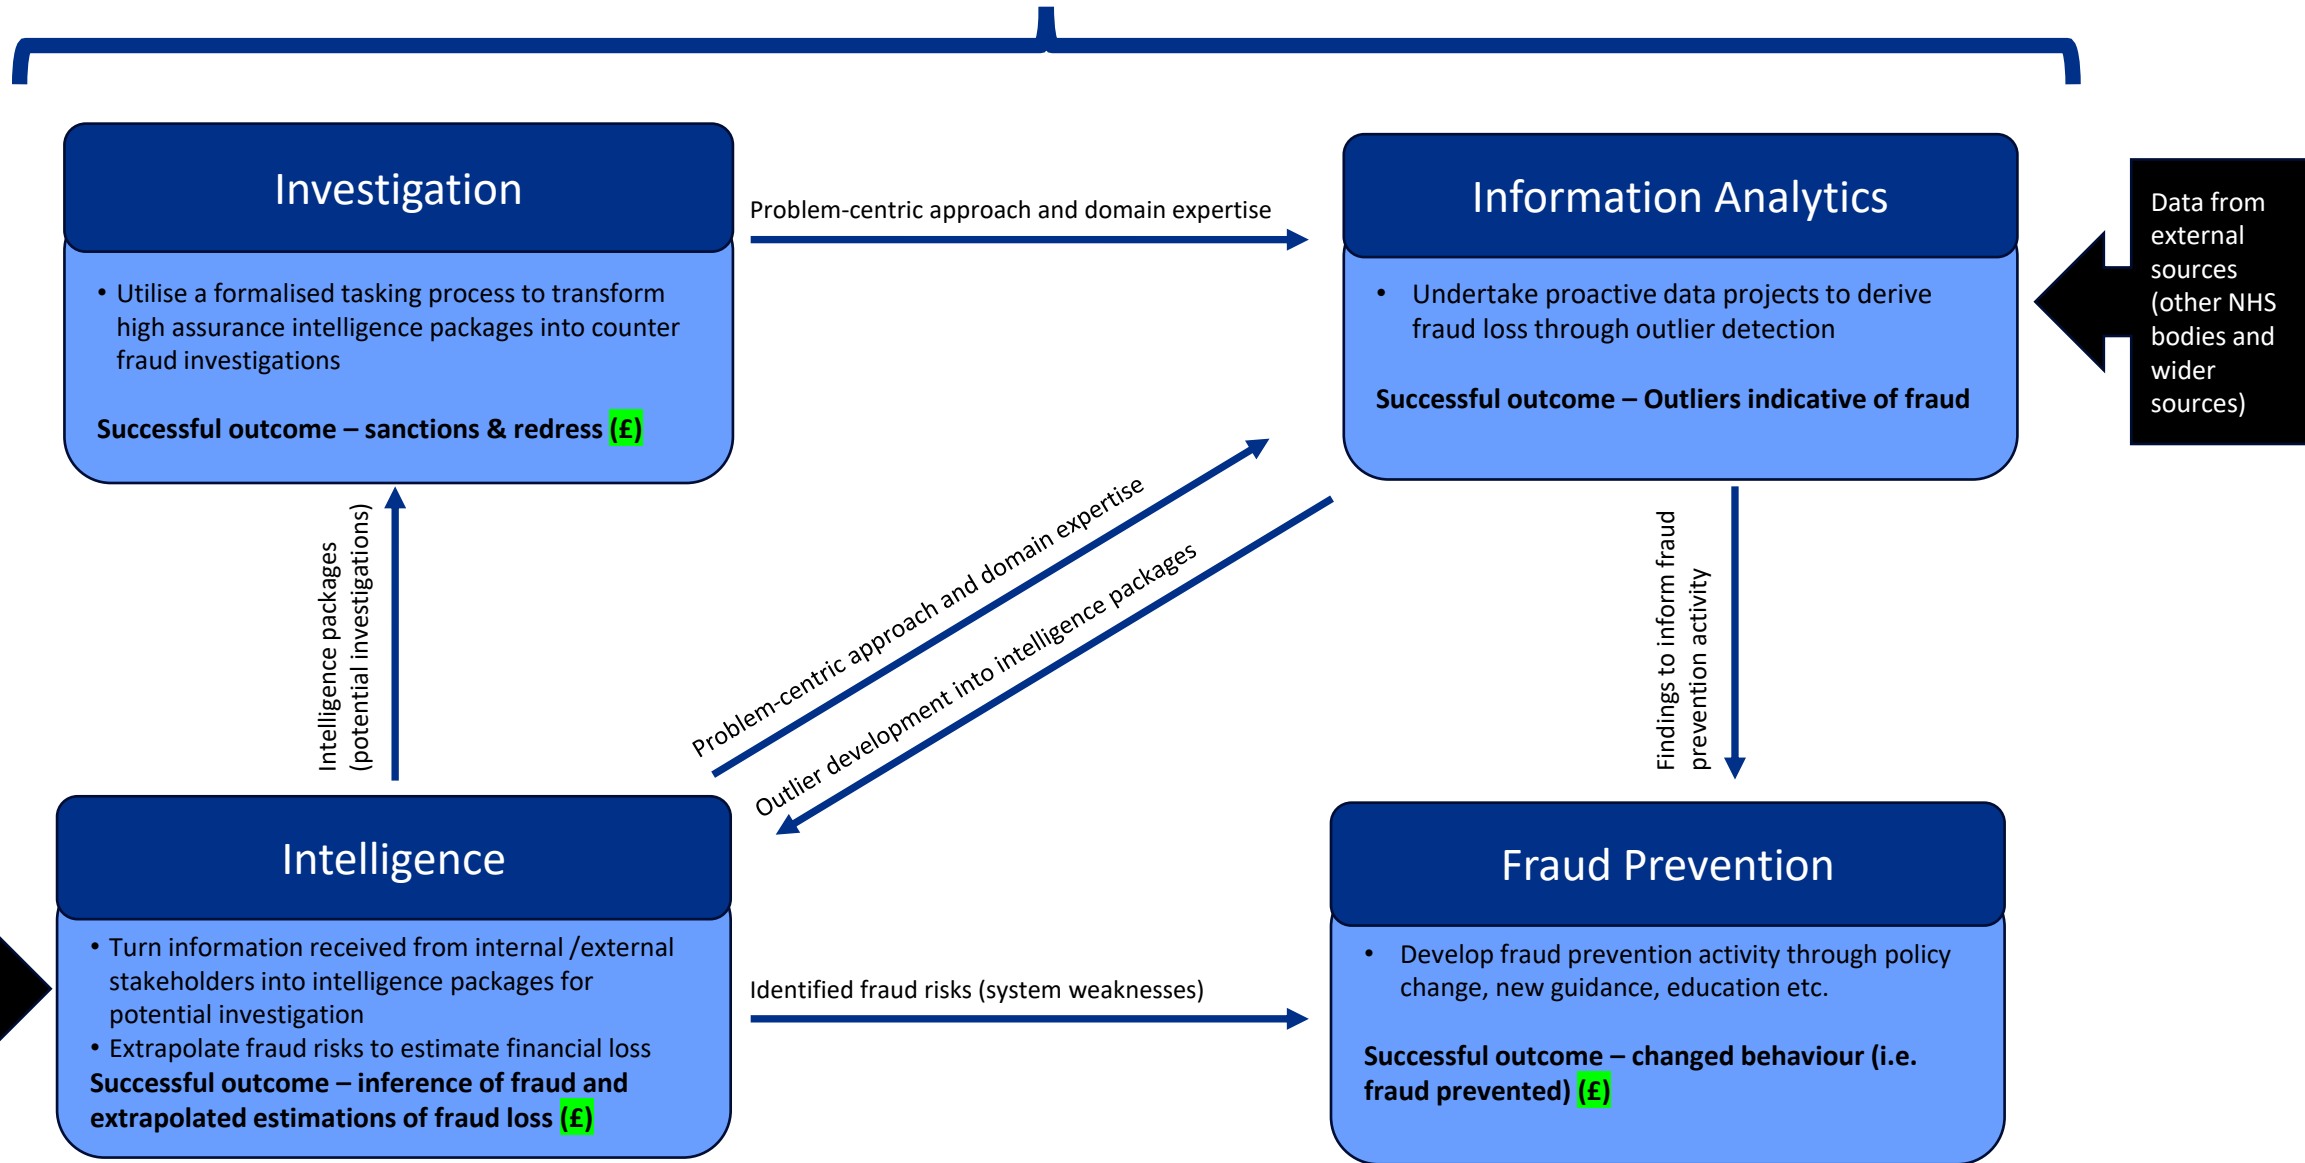 Investigation
• Utilise a formalised tasking process to transform
high assurance intelligence packages into counter
fraud investigations
Successful outcome – sanctions & redress (£)
Problem-centric approach and domain expertise
Information Analytics
• Undertake proactive data projects to derive
fraud loss through outlier detection
Successful outcome – Outliers indicative of fraud
Data from
external
sources
(other NHS
bodies and
wider
sources)
Intelligence packages
(potential investigations)
Problem-centric approach and domain expertise
Outlier development into intelligence packages
Findings to inform fraud
prevention activity
Intelligence
• Turn information received from internal /external
stakeholders into intelligence packages for
potential investigation
• Extrapolate fraud risks to estimate financial loss
Successful outcome – inference of fraud and
extrapolated estimations of fraud loss (£)
Identified fraud risks (system weaknesses)
Fraud Prevention
• Develop fraud prevention activity through policy
change, new guidance, education etc.
Successful outcome – changed behaviour (i.e.
fraud prevented) (£)